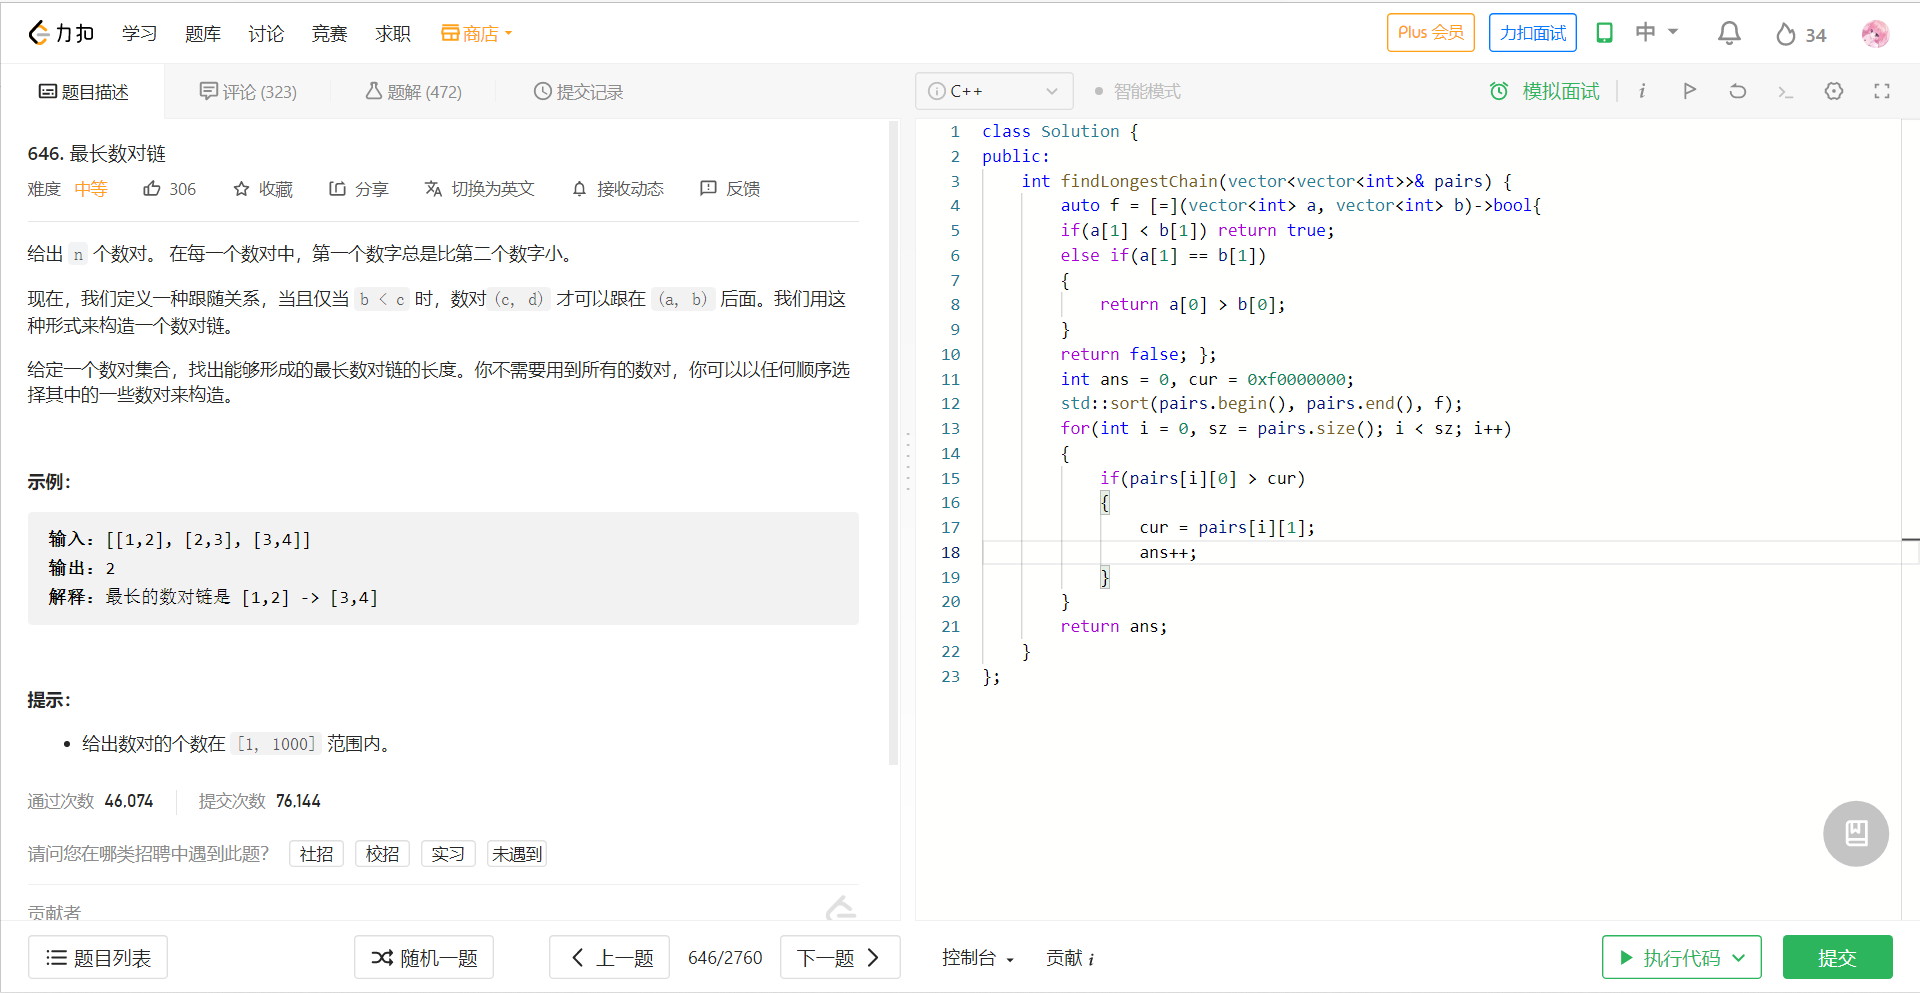 力扣 学习 题库 讨论 竞赛 求职 商店 Plus 会员 力扣面试 中 34
题目描述 评论 (323) 题解 (472) 提交记录 i C++ 智能模式 模拟面试 i
646. 最长数对链
难度 中等 306 收藏 分享 切换为英文 接收动态 反馈
给出 n 个数对。 在每一个数对中，第一个数字总是比第二个数字小。
现在，我们定义一种跟随关系，当且仅当 b < c 时，数对(c, d) 才可以跟在 (a, b) 后面。我们用这
种形式来构造一个数对链。
给定一个数对集合，找出能够形成的最长数对链的长度。你不需要用到所有的数对，你可以以任何顺序选
择其中的一些数对来构造。
示例：
输入：[[1,2], [2,3], [3,4]]
输出：2
解释：最长的数对链是 [1,2] -> [3,4]
提示：
• 给出数对的个数在 [1, 1000] 范围内。
通过次数 46,074 提交次数 76,144
请问您在哪类招聘中遇到此题？ 社招 校招 实习 未遇到
贡献者
1 class Solution {
2 public:
3     int findLongestChain(vector<vector<int>>& pairs) {
4         auto f = [=](vector<int> a, vector<int> b)->bool{
5         if(a[1] < b[1]) return true;
6         else if(a[1] == b[1])
7         {
8             return a[0] > b[0];
9         }
10         return false; };
11         int ans = 0, cur = 0xf0000000;
12         std::sort(pairs.begin(), pairs.end(), f);
13         for(int i = 0, sz = pairs.size(); i < sz; i++)
14         {
15             if(pairs[i][0] > cur)
16             {
17                 cur = pairs[i][1];
18                 ans++;
19             }
20         }
21         return ans;
22     }
23 };
题目列表 随机一题 上一题 646/2760 下一题 控制台 贡献 i 执行代码 提交